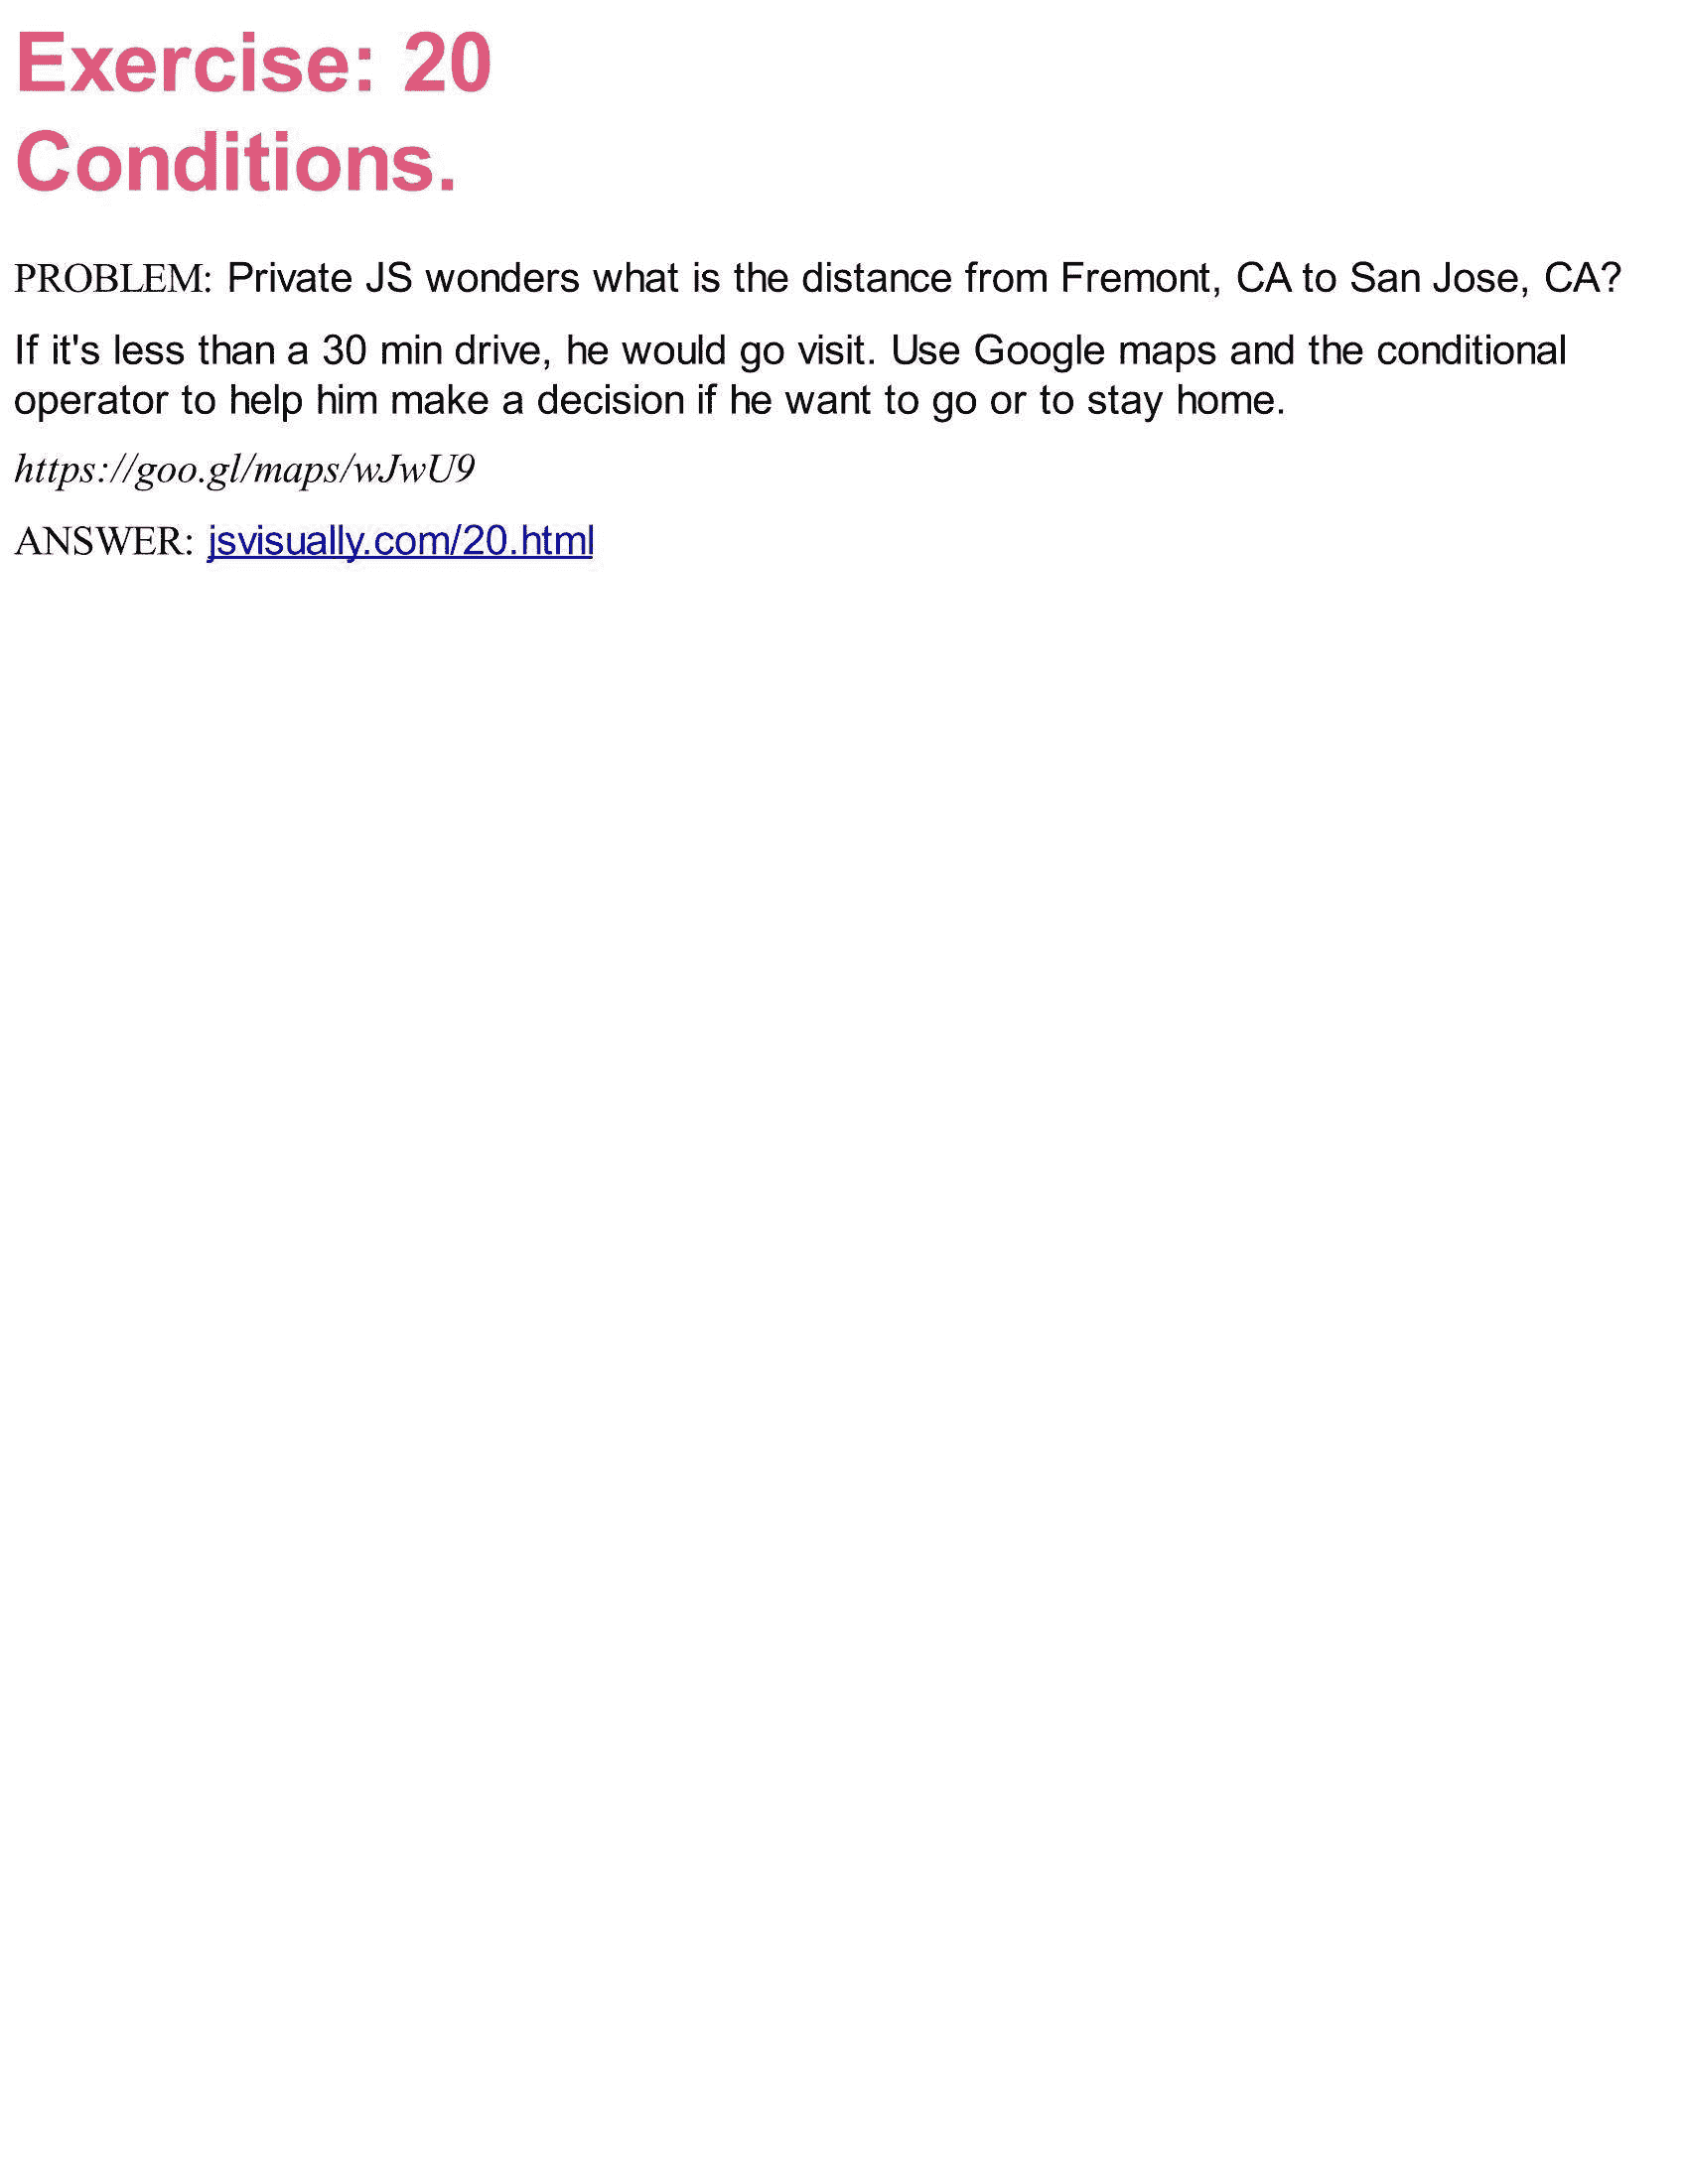 Exercise: 20
Conditions.
PROBLEM: Private JS wonders what is the distance from Fremont, CA to San Jose, CA?
If it's less than a 30 min drive, he would go visit. Use Google maps and the conditional
operator to help him make a decision if he want to go or to stay home.
https://goo.gl/maps/wJwU9
ANSWER: jsvisually.com/20.html